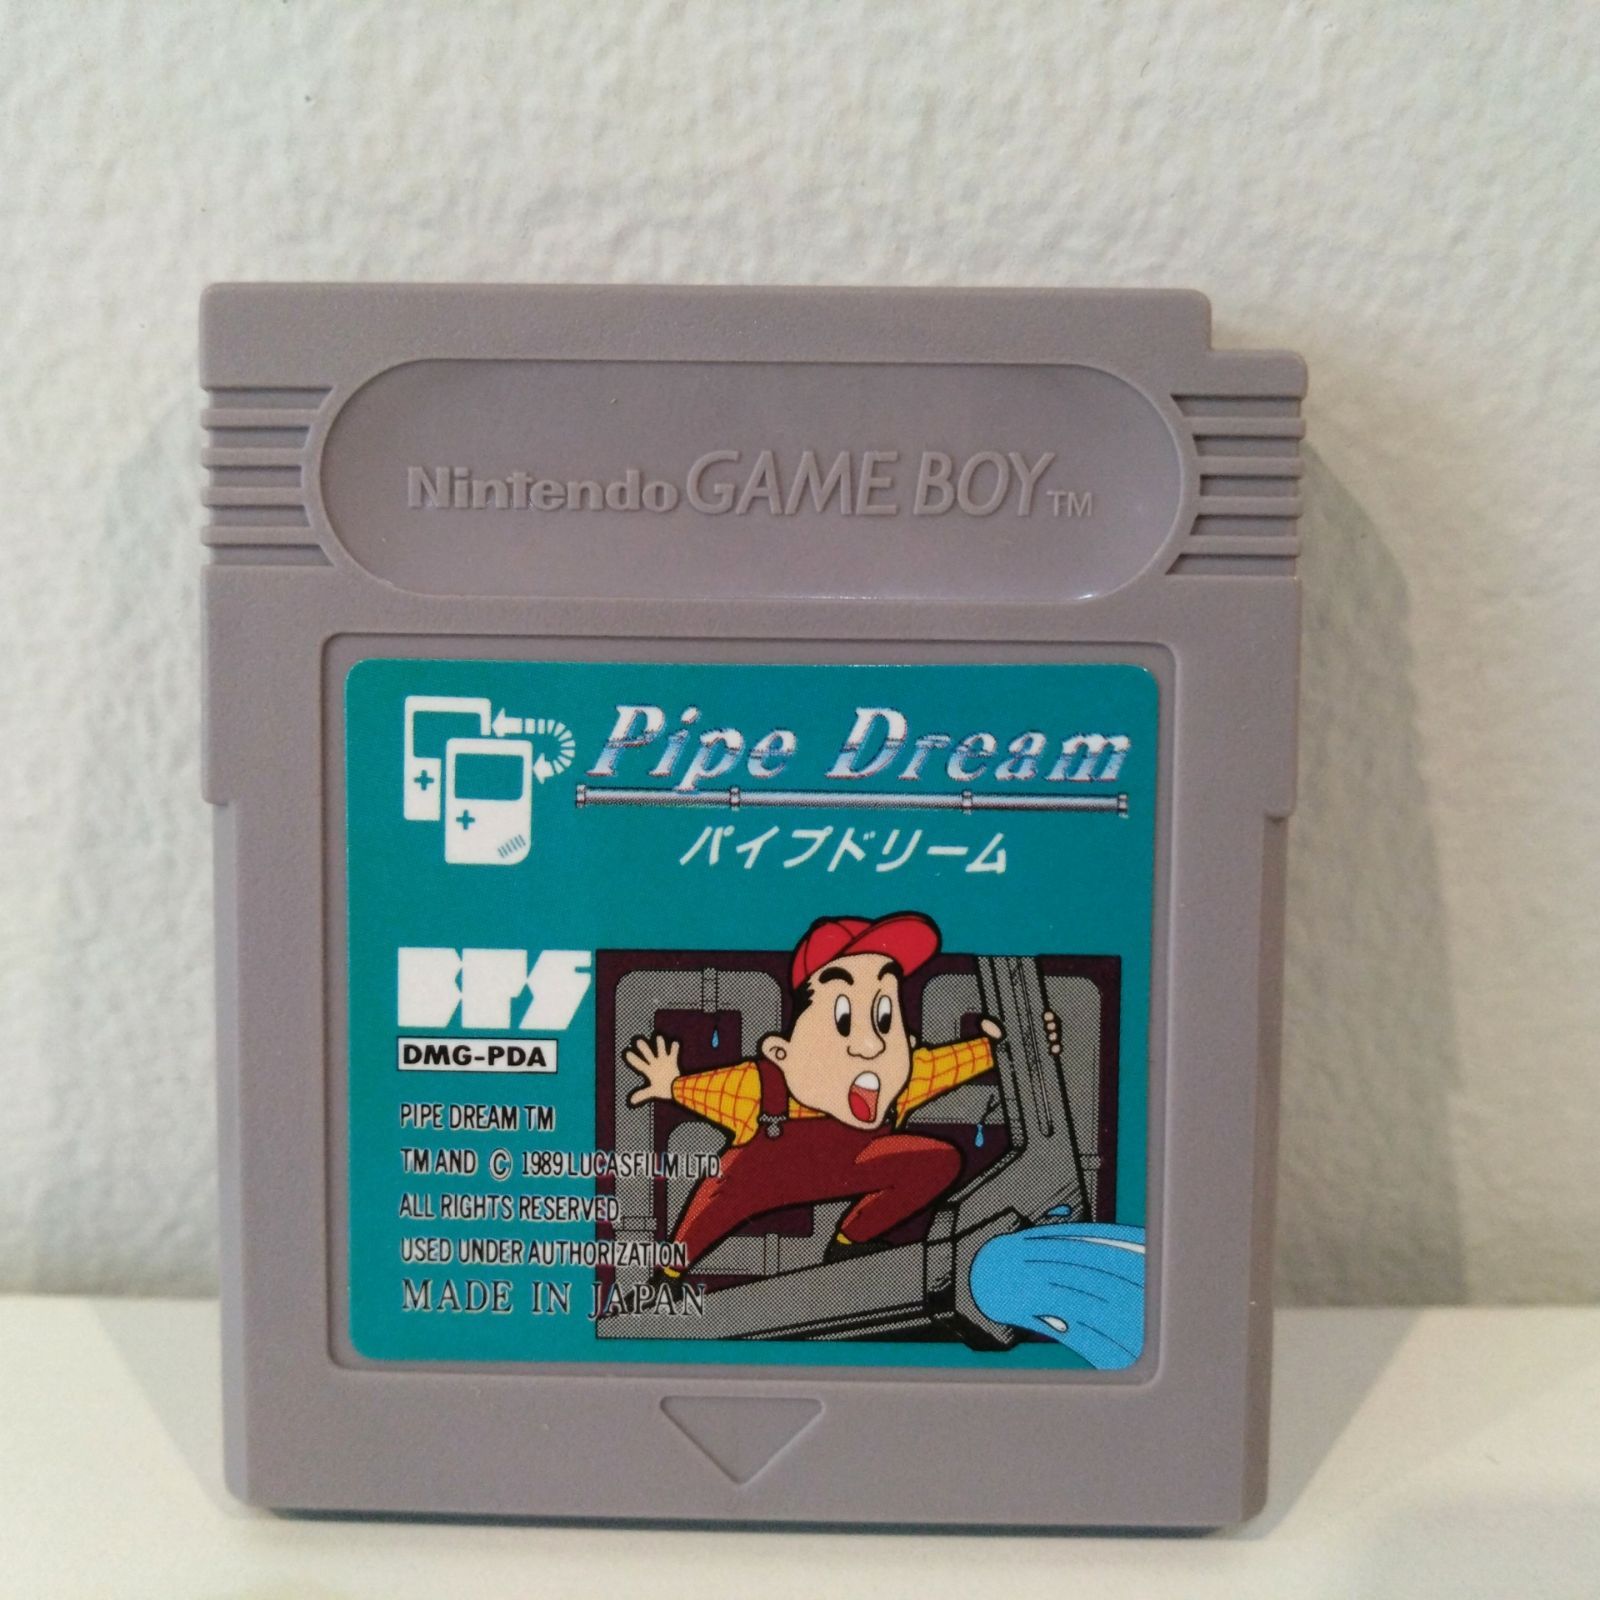 Nintendo GAME BOY TM
Pipe Dream
パイプドリーム
BPS
DMG-PDA
PIPE DREAM TM
TM AND © 1989 LUCASFILM LTD.
ALL RIGHTS RESERVED.
USED UNDER AUTHORIZATION
MADE IN JAPAN